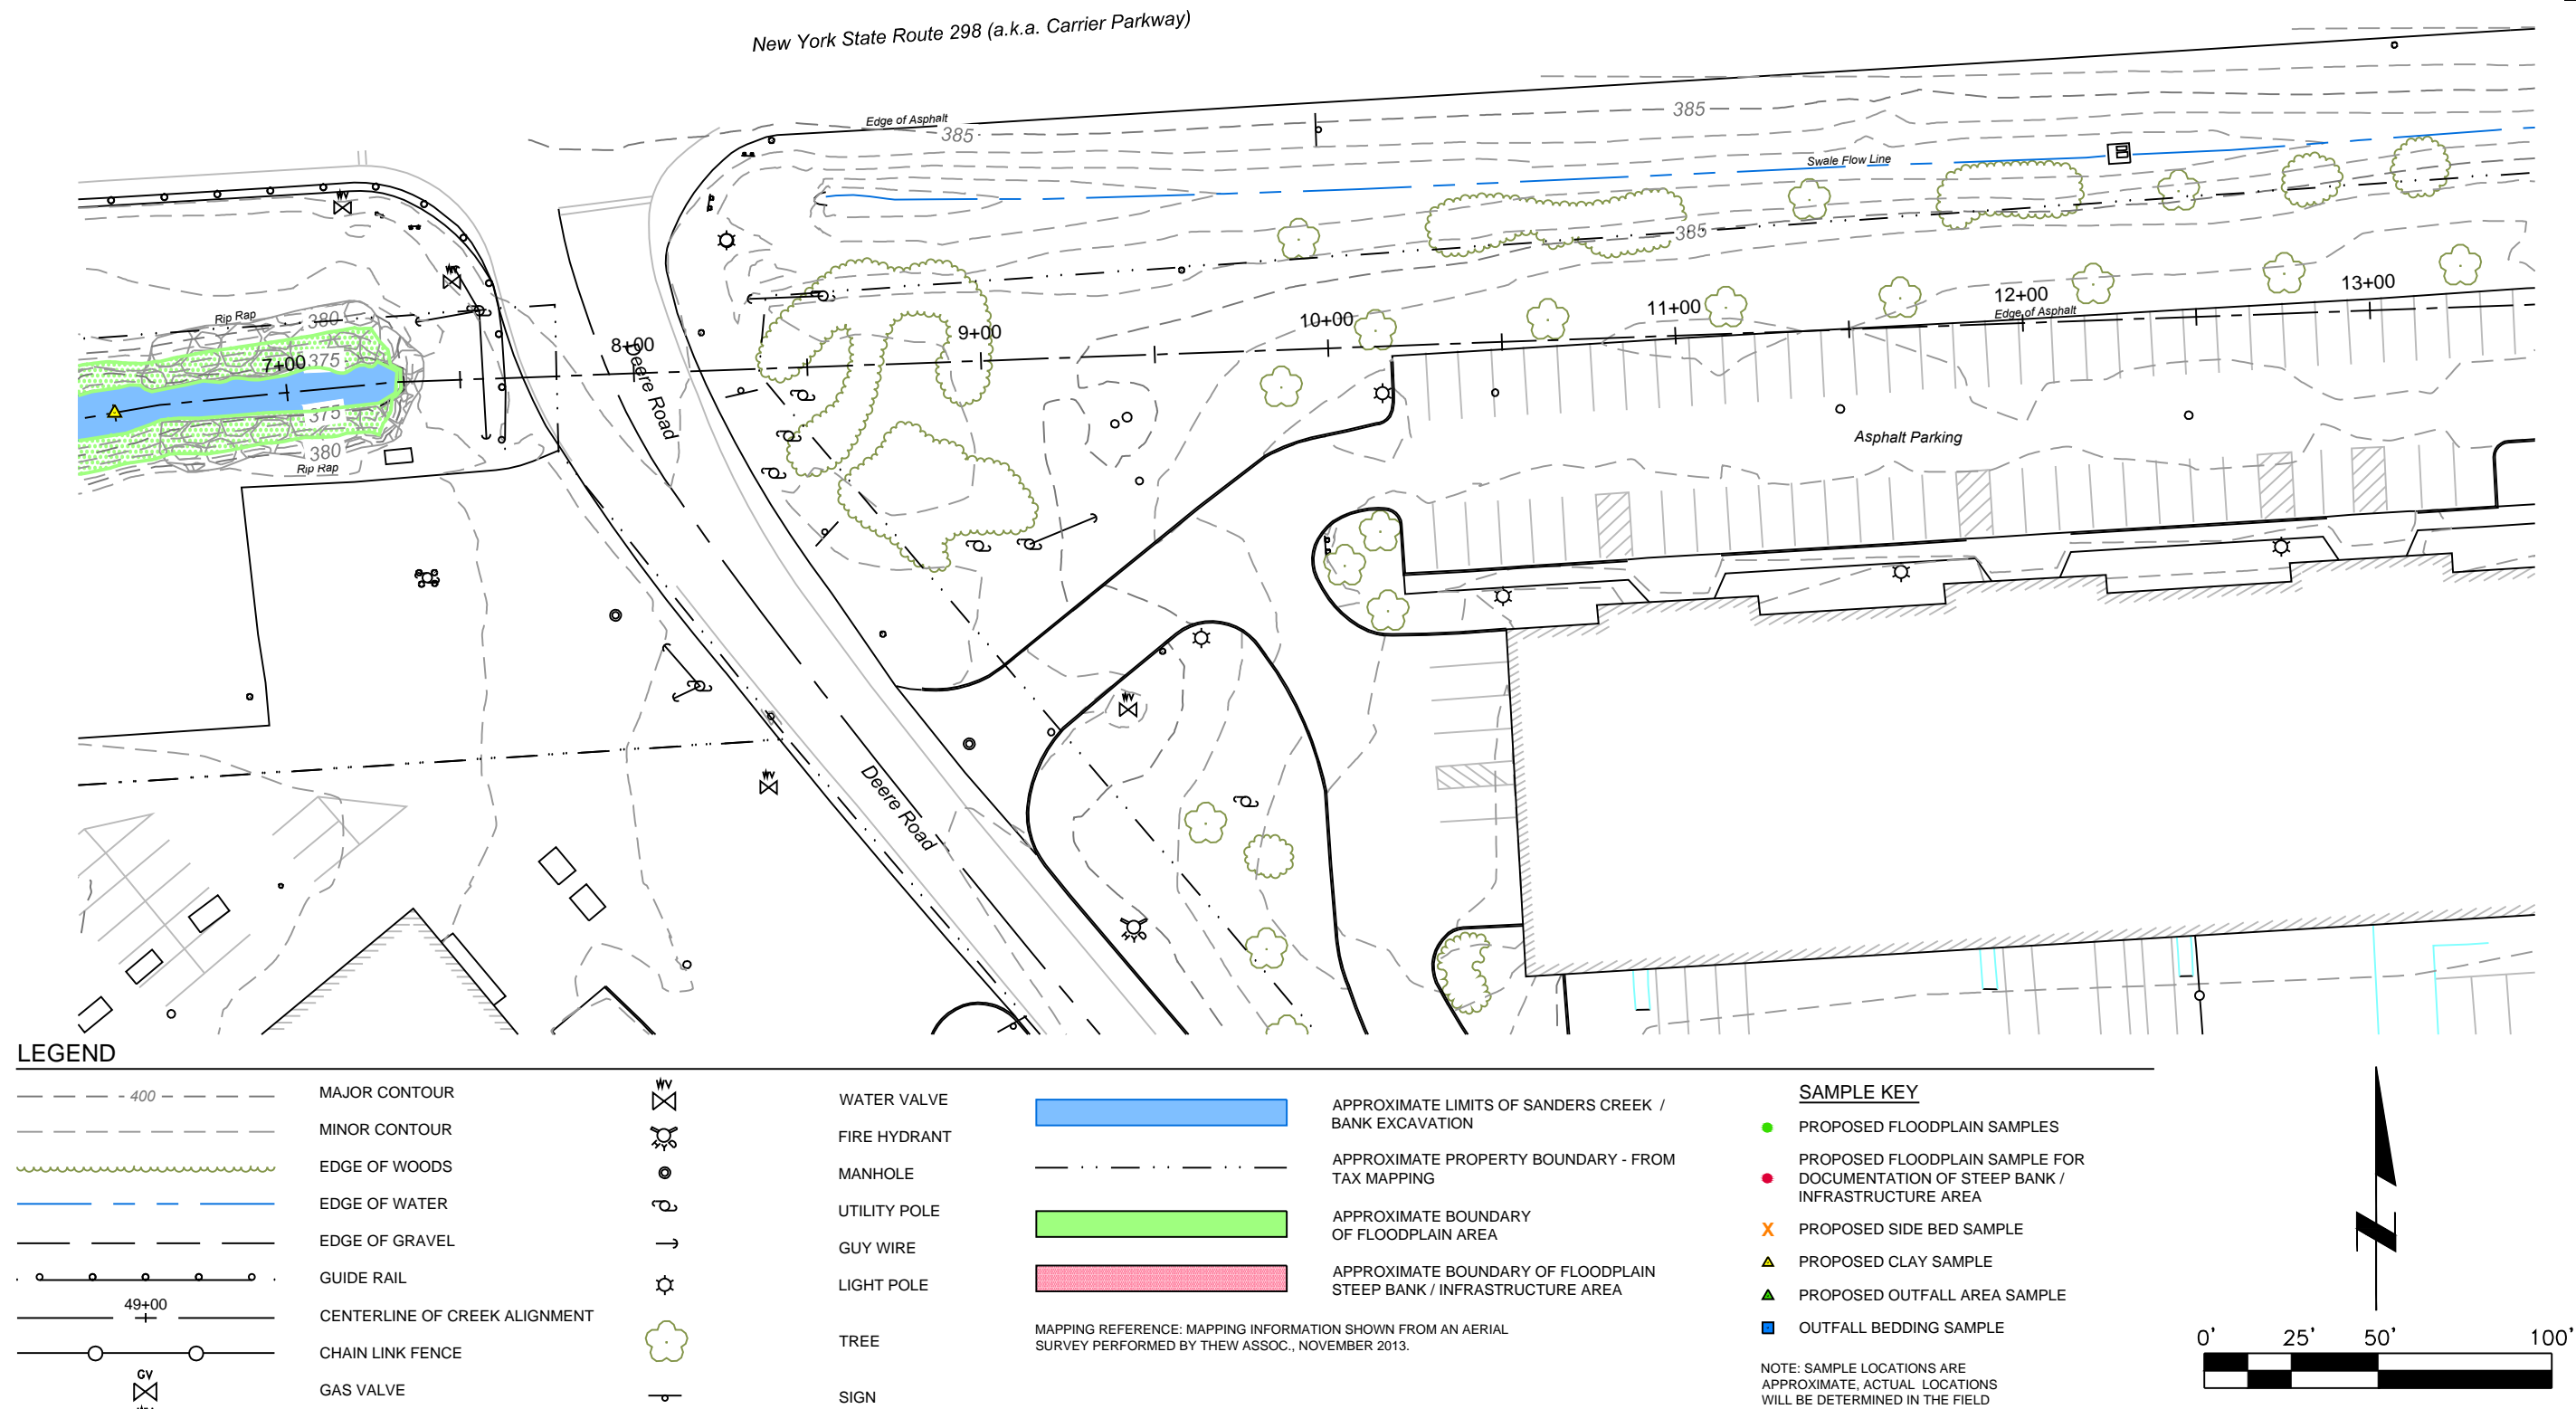 New York State Route 298 (a.k.a. Carrier Parkway)
Edge of Asphalt
385
385
Swale Flow Line
WV
385
WV
13+00
12+00
Edge of Asphalt
11+00
10+00
Rip Rap
380
9+00
8+00
375
7+00
Deere Road
375
Asphalt Parking
380
Rip Rap
WV
WV
Deere Road
LEGEND
400
MAJOR CONTOUR
MINOR CONTOUR
EDGE OF WOODS
EDGE OF WATER
EDGE OF GRAVEL
GUIDE RAIL
49+00
CENTERLINE OF CREEK ALIGNMENT
CHAIN LINK FENCE
GV
GAS VALVE
WV
WATER VALVE
FIRE HYDRANT
MANHOLE
UTILITY POLE
GUY WIRE
LIGHT POLE
TREE
SIGN
APPROXIMATE LIMITS OF SANDERS CREEK /
BANK EXCAVATION
APPROXIMATE PROPERTY BOUNDARY - FROM
TAX MAPPING
APPROXIMATE BOUNDARY
OF FLOODPLAIN AREA
APPROXIMATE BOUNDARY OF FLOODPLAIN
STEEP BANK / INFRASTRUCTURE AREA
MAPPING REFERENCE: MAPPING INFORMATION SHOWN FROM AN AERIAL
SURVEY PERFORMED BY THEW ASSOC., NOVEMBER 2013.
SAMPLE KEY
PROPOSED FLOODPLAIN SAMPLES
PROPOSED FLOODPLAIN SAMPLE FOR
DOCUMENTATION OF STEEP BANK /
INFRASTRUCTURE AREA
X PROPOSED SIDE BED SAMPLE
PROPOSED CLAY SAMPLE
PROPOSED OUTFALL AREA SAMPLE
OUTFALL BEDDING SAMPLE
NOTE: SAMPLE LOCATIONS ARE
APPROXIMATE, ACTUAL LOCATIONS
WILL BE DETERMINED IN THE FIELD
0' 25' 50' 100'